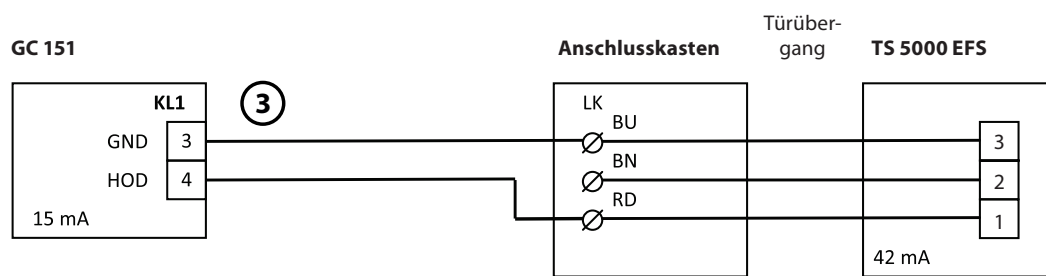 GC 151
Anschlusskasten
Türüber-
gang
TS 5000 EFS
KL1
3
LK
GND
3
BU
3
HOD
4
BN
2
RD
1
15 mA
42 mA